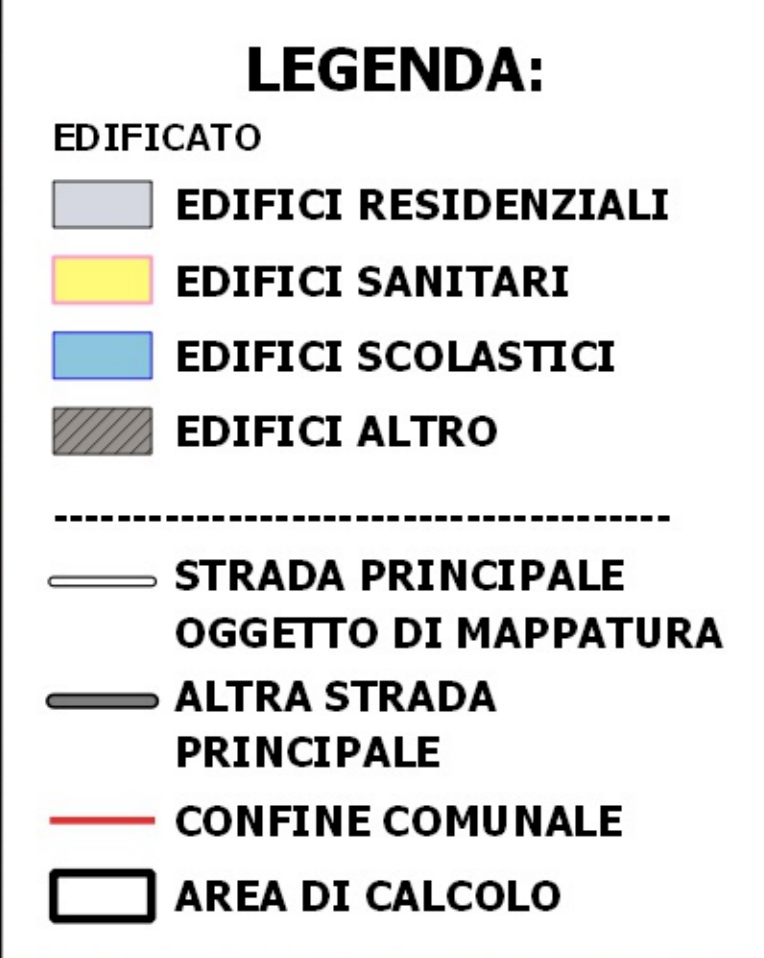 LEGENDA:
EDIFICATO
EDIFICI RESIDENZIALI
EDIFICI SANITARI
EDIFICI SCOLASTICI
EDIFICI ALTRO
---------------------------------------
STRADA PRINCIPALE
OGGETTO DI MAPPATURA
ALTRA STRADA
PRINCIPALE
CONFINE COMUNALE
AREA DI CALCOLO